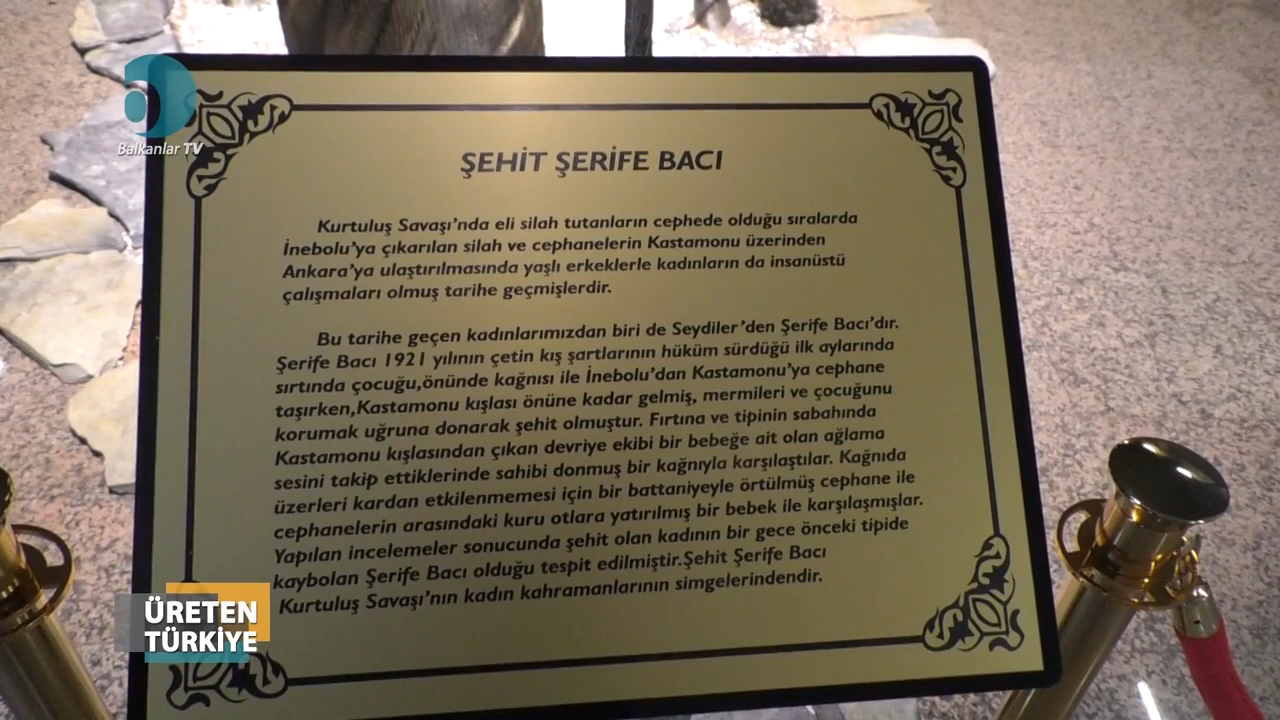 Balkanlar TV
ŞEHİT ŞERİFE BACI
Kurtuluş Savaşı’nda eli silah tutanların cephede olduğu sıralarda
İnebolu’ya çıkarılan silah ve cephanelerin Kastamonu üzerinden
Ankara’ya ulaştırılmasında yaşlı erkeklerle kadınların da insanüstü
çalışmaları olmuş tarihe geçmişlerdir.
Bu tarihe geçen kadınlarımızdan biri de Seydiler’den Şerife Bacı’dır.
Şerife Bacı 1921 yılının çetin kış şartlarının hüküm sürdüğü ilk aylarında
sırtında çocuğu,önünde kağnısı ile İnebolu’dan Kastamonu’ya cephane
taşırken,Kastamonu kışlası önüne kadar gelmiş, mermileri ve çocuğunu
korumak uğruna donarak şehit olmuştur. Fırtına ve tipinin sabahında
Kastamonu kışlasından çıkan devriye ekibi bir bebeğe ait olan ağlama
sesini takip ettiklerinde sahibi donmuş bir kağnıyla karşılaştılar. Kağnıda
üzerleri kardan etkilenmemesi için bir battaniyeyle örtülmüş cephane ile
cephanelerin arasındaki kuru otlara yatırılmış bir bebek ile karşılaşmışlar.
Yapılan incelemeler sonucunda şehit olan kadının bir gece önceki tipide
kaybolan Şerife Bacı olduğu tespit edilmiştir.Şehit Şerife Bacı
Kurtuluş Savaşı’nın kadın kahramanlarının simgelerindendir.
ÜRETEN
TÜRKİYE